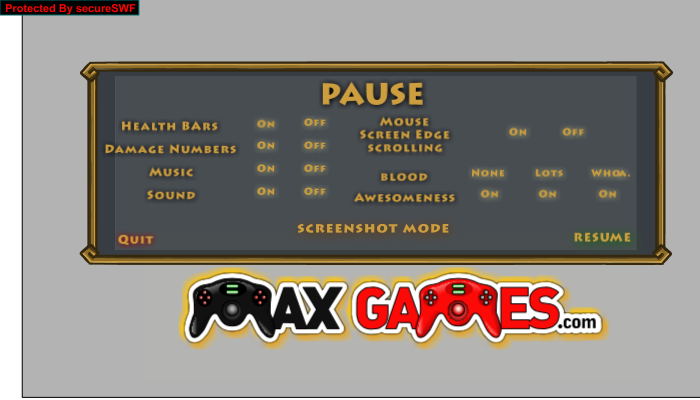 Protected By secureSWF
PAUSE
Health Bars On Off
Mouse
Screen Edge
scrolling
On Off
Damage Numbers On Off
Music On Off
blood None Lots Whoa.
Sound On Off
Awesomeness On On On
screenshot mode
Quit
resume
MAX GAMES.com